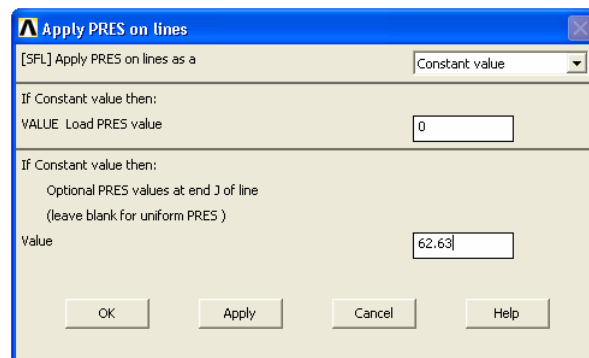 Apply PRES on lines
[SFL] Apply PRES on lines as a Constant value
If Constant value then:
VALUE Load PRES value 0
If Constant value then:
Optional PRES values at end J of line
(leave blank for uniform PRES )
Value 62.63
OK Apply Cancel Help